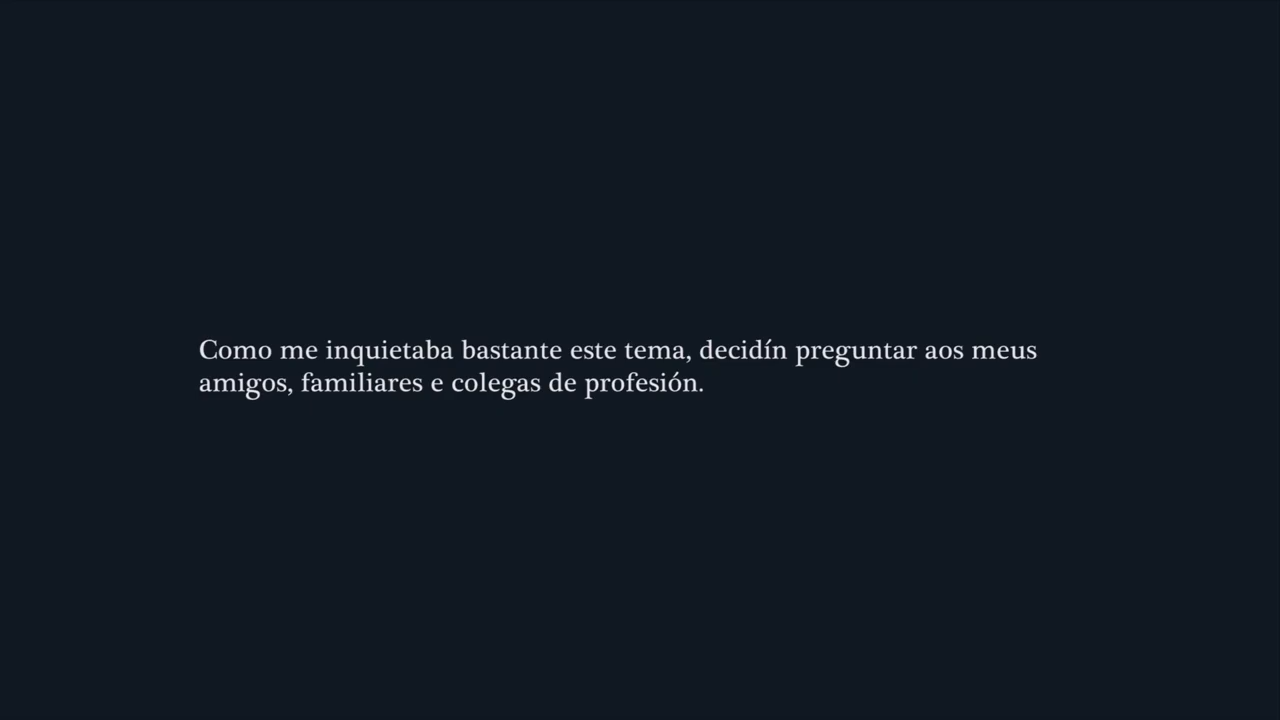 Como me inquietaba bastante este tema, decidín preguntar aos meus
amigos, familiares e colegas de profesión.